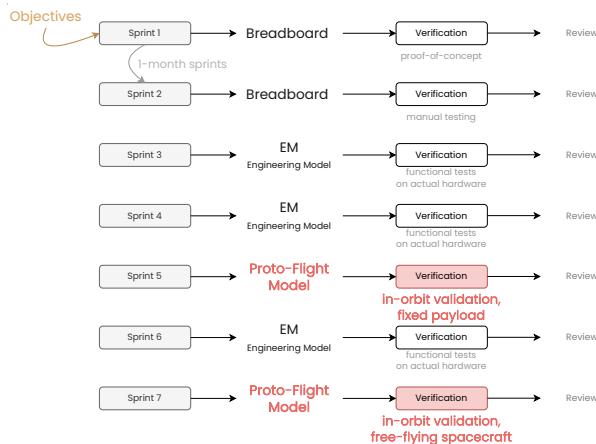 Objectives
Sprint 1
Breadboard
Verification
Review
proof-of-concept
1-month sprints
Sprint 2
Breadboard
Verification
Review
manual testing
Sprint 3
EM
Engineering Model
Verification
Review
functional tests
on actual hardware
Sprint 4
EM
Engineering Model
Verification
Review
functional tests
on actual hardware
Sprint 5
Proto-Flight
Model
Verification
Review
in-orbit validation,
fixed payload
Sprint 6
EM
Engineering Model
Verification
Review
functional tests
on actual hardware
Sprint 7
Proto-Flight
Model
Verification
Review
in-orbit validation,
free-flying spacecraft